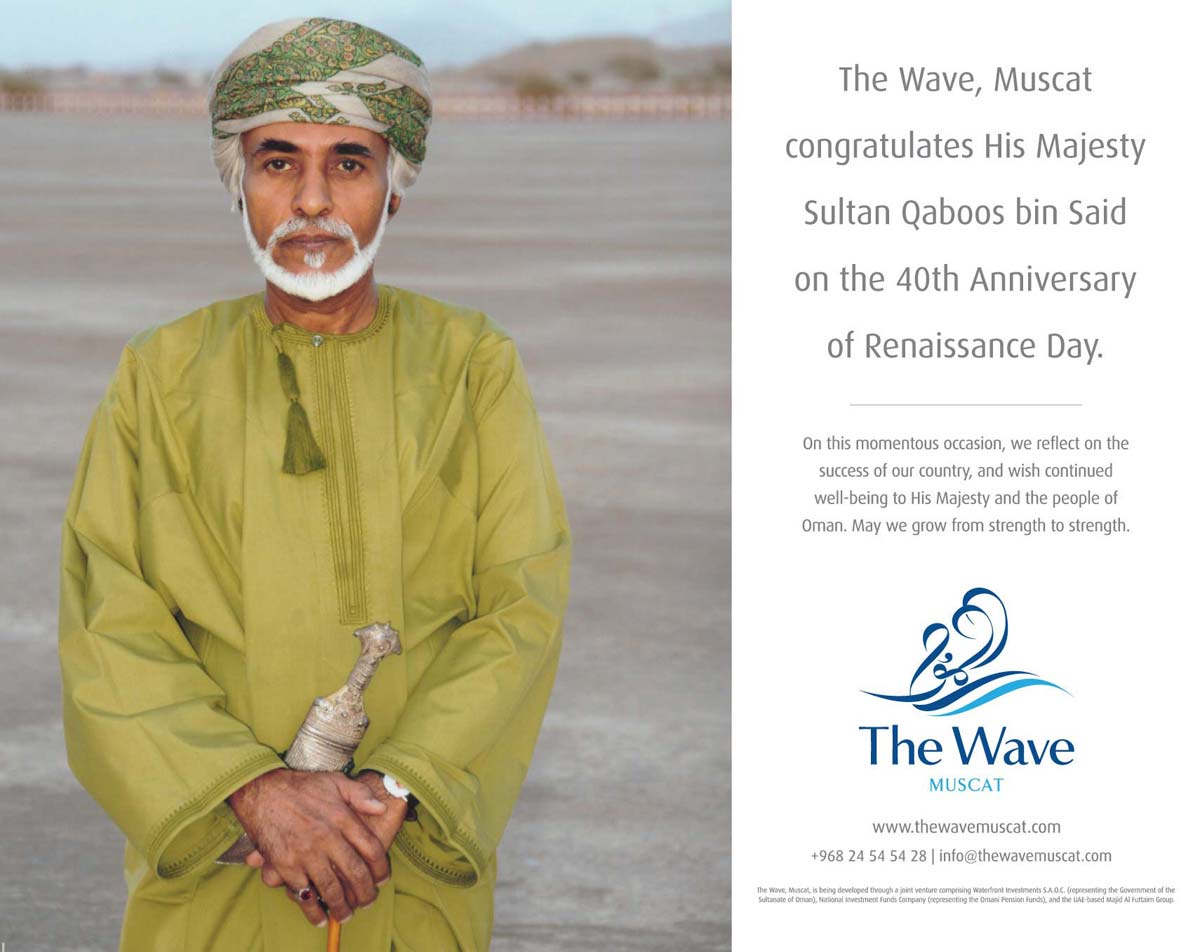 The Wave, Muscat
congratulates His Majesty
Sultan Qaboos bin Said
on the 40th Anniversary
of Renaissance Day.
On this momentous occasion, we reflect on the
success of our country, and wish continued
well-being to His Majesty and the people of
Oman. May we grow from strength to strength.
The Wave
MUSCAT
www.thewavemuscat.com
+968 24 54 54 28 | info@thewavemuscat.com
The Wave, Muscat, is being developed through a joint venture comprising Waterfront Investments S.A.O.C. (representing the Government of the
Sultanate of Oman), National Investment Funds Company (representing the Omani Pension Funds), and the UAE-based Majid Al Futtaim Group.